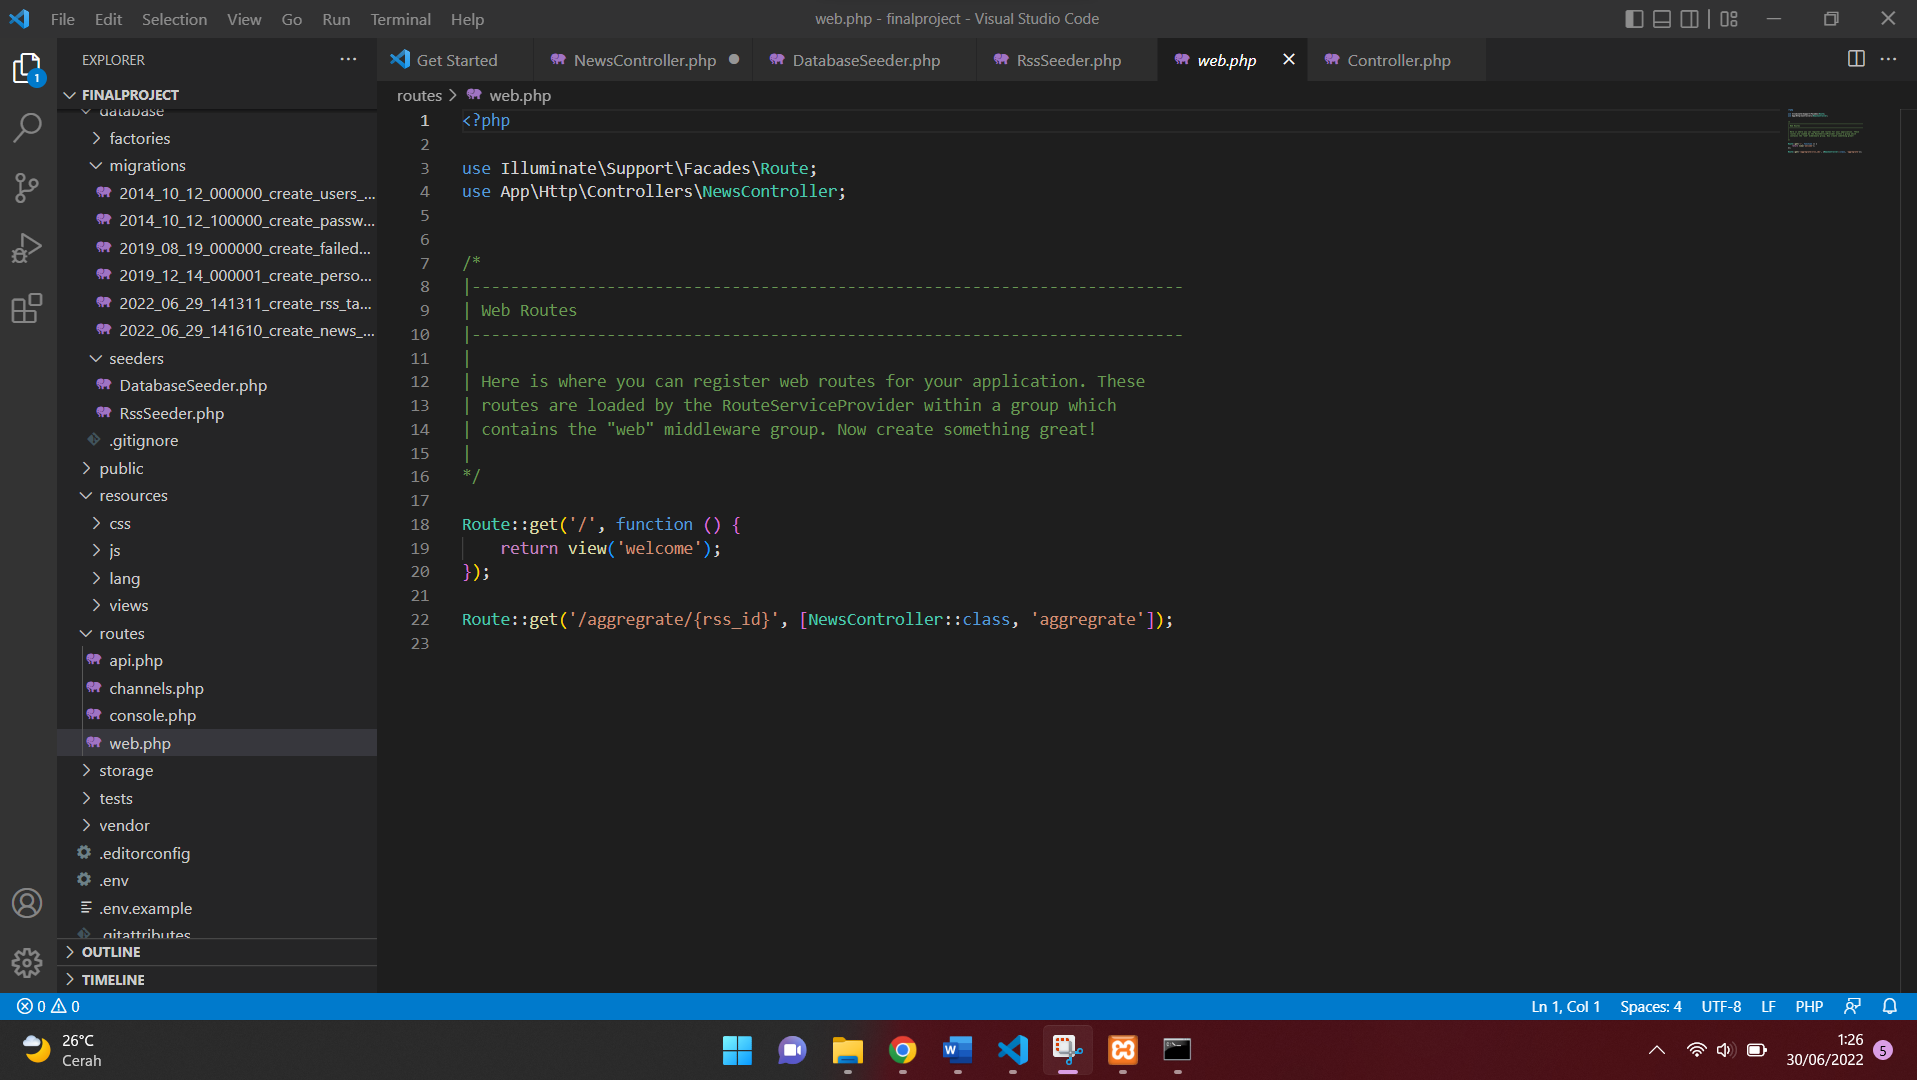 File Edit Selection View Go Run Terminal Help
web.php - finalproject - Visual Studio Code
EXPLORER
Get Started
NewsController.php
DatabaseSeeder.php
RssSeeder.php
web.php
Controller.php
1
FINALPROJECT
database
factories
migrations
2014_10_12_000000_create_users_...
2014_10_12_100000_create_passw...
2019_08_19_000000_create_failed...
2019_12_14_000001_create_perso...
2022_06_29_141311_create_rss_ta...
2022_06_29_141610_create_news_...
seeders
DatabaseSeeder.php
RssSeeder.php
.gitignore
public
resources
css
js
lang
views
routes
api.php
channels.php
console.php
web.php
storage
tests
vendor
.editorconfig
.env
.env.example
.gitattributes
OUTLINE
TIMELINE
routes > web.php
1 <?php
2
3 use Illuminate\Support\Facades\Route;
4 use App\Http\Controllers\NewsController;
5
6
7 /*
8 |--------------------------------------------------------------------------
9 | Web Routes
10 |--------------------------------------------------------------------------
11 |
12 | Here is where you can register web routes for your application. These
13 | routes are loaded by the RouteServiceProvider within a group which
14 | contains the "web" middleware group. Now create something great!
15 |
16 */
17
18 Route::get('/', function () {
19     return view('welcome');
20 });
21
22 Route::get('/aggregrate/{rss_id}', [NewsController::class, 'aggregrate']);
23
0 0
Ln 1, Col 1 Spaces: 4 UTF-8 LF PHP
26°C
Cerah
1:26
30/06/2022
5